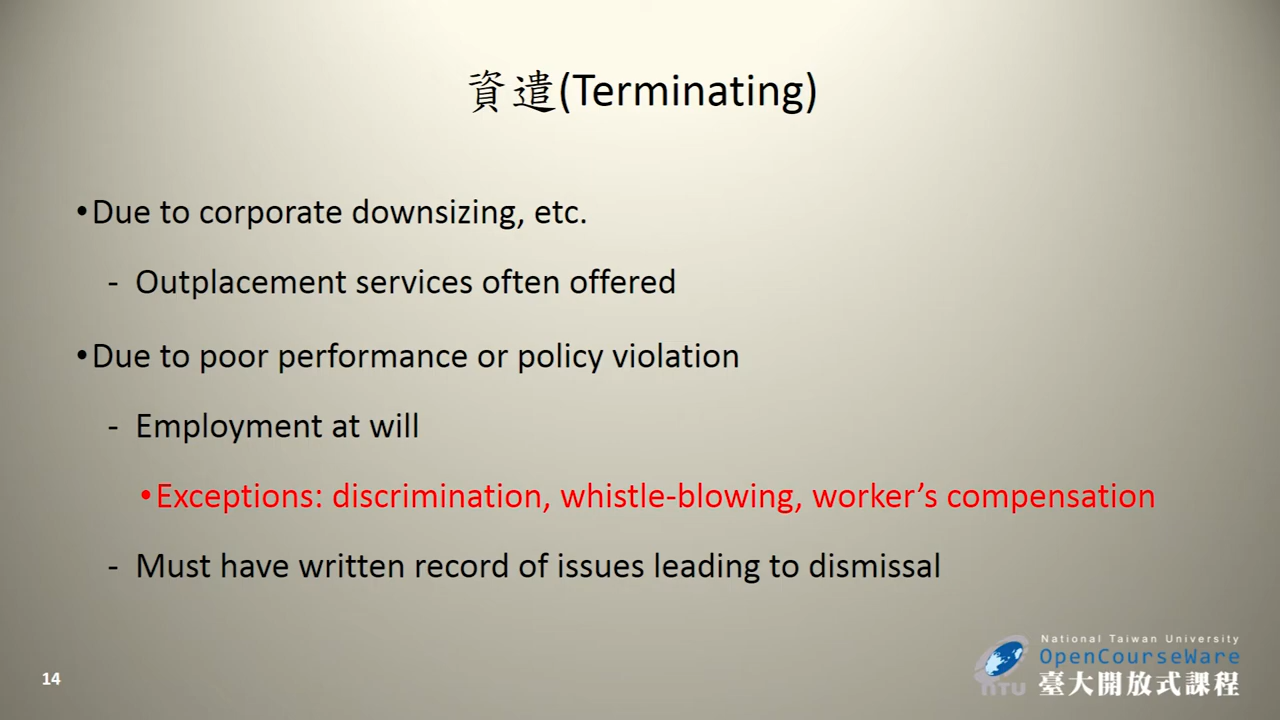 資遣(Terminating)
•Due to corporate downsizing, etc.
- Outplacement services often offered
•Due to poor performance or policy violation
- Employment at will
•Exceptions: discrimination, whistle-blowing, worker’s compensation
- Must have written record of issues leading to dismissal
National Taiwan University
OpenCourseWare
臺大開放式課程
NTU
14